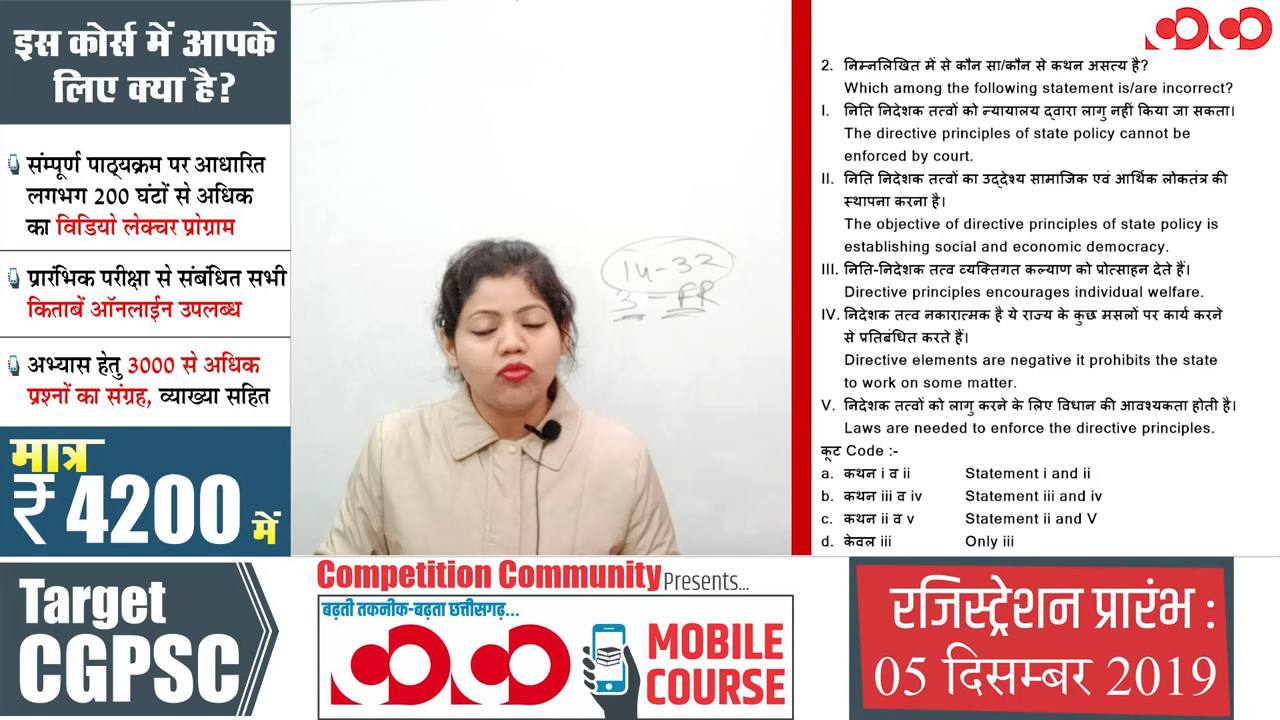 इस कोर्स में आपके
लिए क्या है?
संम्पूर्ण पाठ्यक्रम पर आधारित
लगभग 200 घंटों से अधिक
का विडियो लेक्चर प्रोग्राम
प्रारंभिक परीक्षा से संबंधित सभी
किताबें ऑनलाईन उपलब्ध
अभ्यास हेतु 3000 से अधिक
प्रश्नों का संग्रह, व्याख्या सहित
मात्र
₹ 4200 में
Target
CGPSC
14-32
3 - FR
2. निम्नलिखित में से कौन सा/कौन से कथन असत्य है?
Which among the following statement is/are incorrect?
I. निति निदेशक तत्वों को न्यायालय द्वारा लागु नहीं किया जा सकता।
The directive principles of state policy cannot be
enforced by court.
II. निति निदेशक तत्वों का उद्देश्य सामाजिक एवं आर्थिक लोकतंत्र की
स्थापना करना है।
The objective of directive principles of state policy is
establishing social and economic democracy.
III. निति-निदेशक तत्व व्यक्तिगत कल्याण को प्रोत्साहन देते हैं।
Directive principles encourages individual welfare.
IV. निदेशक तत्व नकारात्मक है ये राज्य के कुछ मसलों पर कार्य करने
से प्रतिबंधित करते हैं।
Directive elements are negative it prohibits the state
to work on some matter.
V. निदेशक तत्वों को लागु करने के लिए विधान की आवश्यकता होती है।
Laws are needed to enforce the directive principles.
कूट Code :-
a. कथन i व ii Statement i and ii
b. कथन iii व iv Statement iii and iv
c. कथन ii व v Statement ii and V
d. केवल iii Only iii
Competition Community Presents...
बढ़ती तकनीक-बढ़ता छत्तीसगढ़...
MOBILE
COURSE
रजिस्ट्रेशन प्रारंभ :
05 दिसम्बर 2019